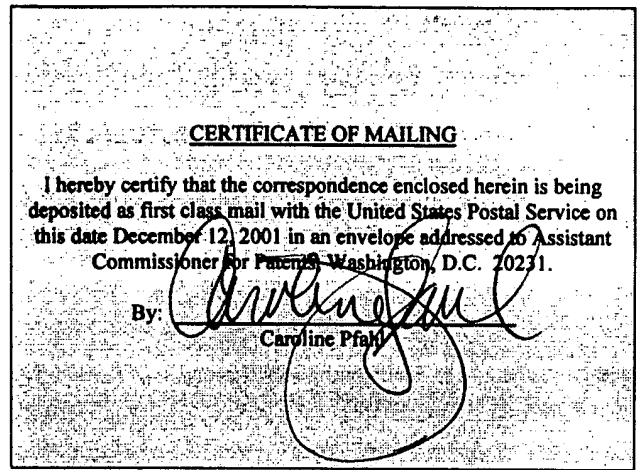 CERTIFICATE OF MAILING
I hereby certify that the correspondence enclosed herein is being
deposited as first class mail with the United States Postal Service on
this date December 12, 2001 in an envelope addressed to Assistant
Commissioner for Patents, Washington, D.C. 20231.
By: Caroline Pfahl
Caroline Pfahl